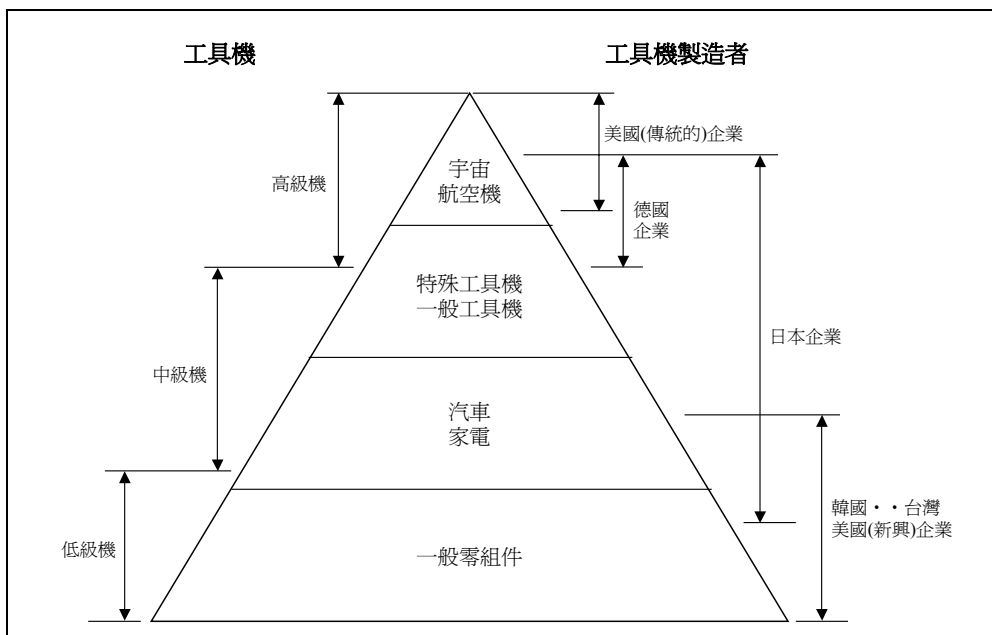 工具機
工具機製造者
美國(傳統的)企業
宇宙
航空機
高級機
德國
企業
特殊工具機
一般工具機
日本企業
中級機
汽車
家電
韓國・・台灣
美國(新興)企業
低級機
一般零組件